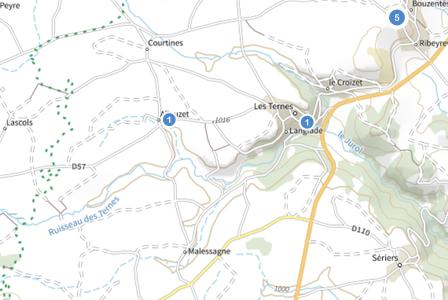 Peyre
Bouzentès
5
Ribeyre
Courtines
le Croizet
Les Ternes
1016
1
1
Lascols
Langlade
le Jurol
D57
Ruisseau des Ternes
D110
Malessagne
Sériers
1000